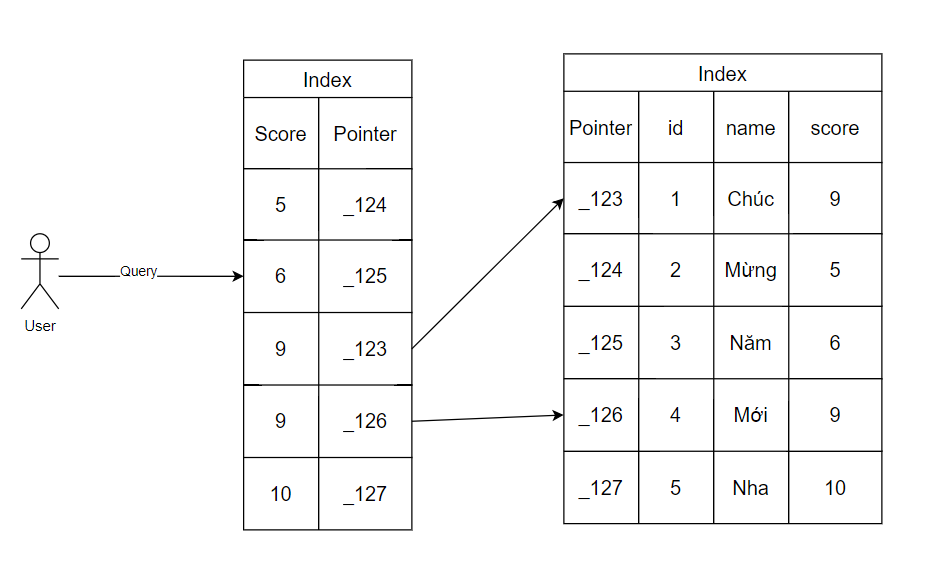 Index
Score Pointer
5 _124
6 _125
9 _123
9 _126
10 _127
Query
User
Index
Pointer id name score
_123 1 Chúc 9
_124 2 Mừng 5
_125 3 Năm 6
_126 4 Mới 9
_127 5 Nha 10